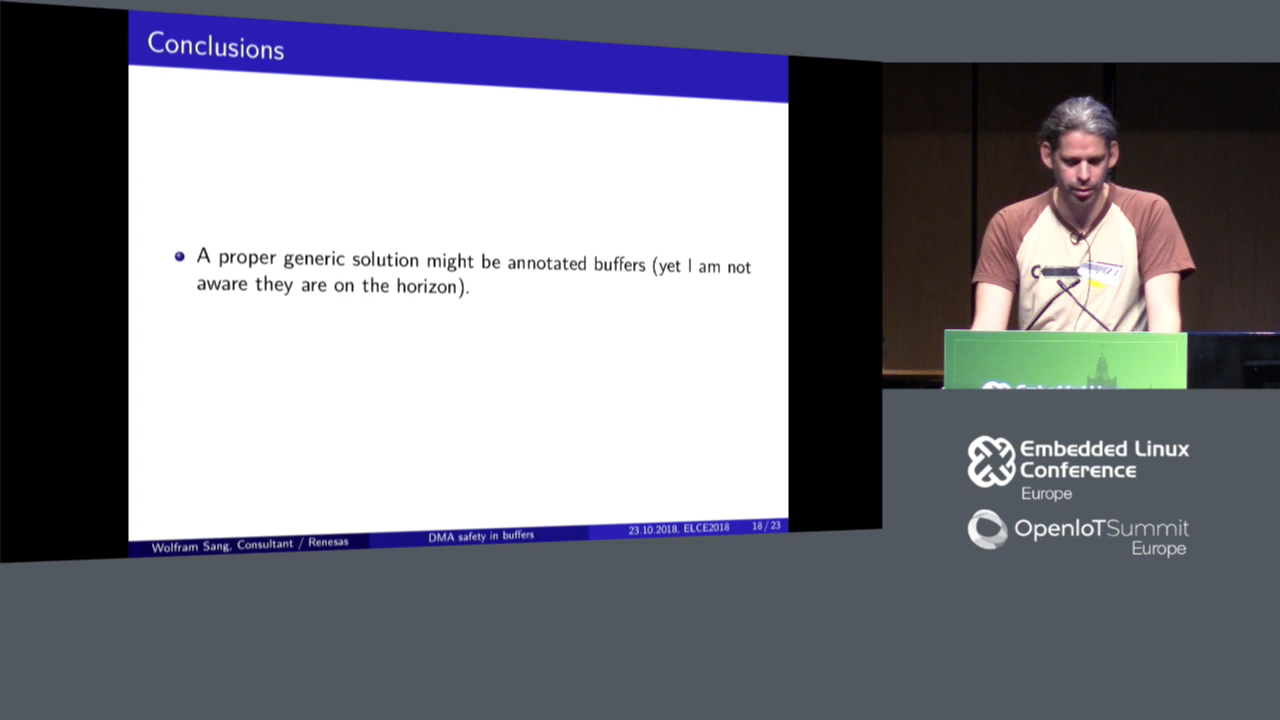 Conclusions
A proper generic solution might be annotated buffers (yet I am not
aware they are on the horizon).
Wolfram Sang, Consultant / Renesas
DMA safety in buffers
23.10.2018, ELCE2018
18 / 23
Embedded Linux
Conference
Europe
OpenIoTSummit
Europe